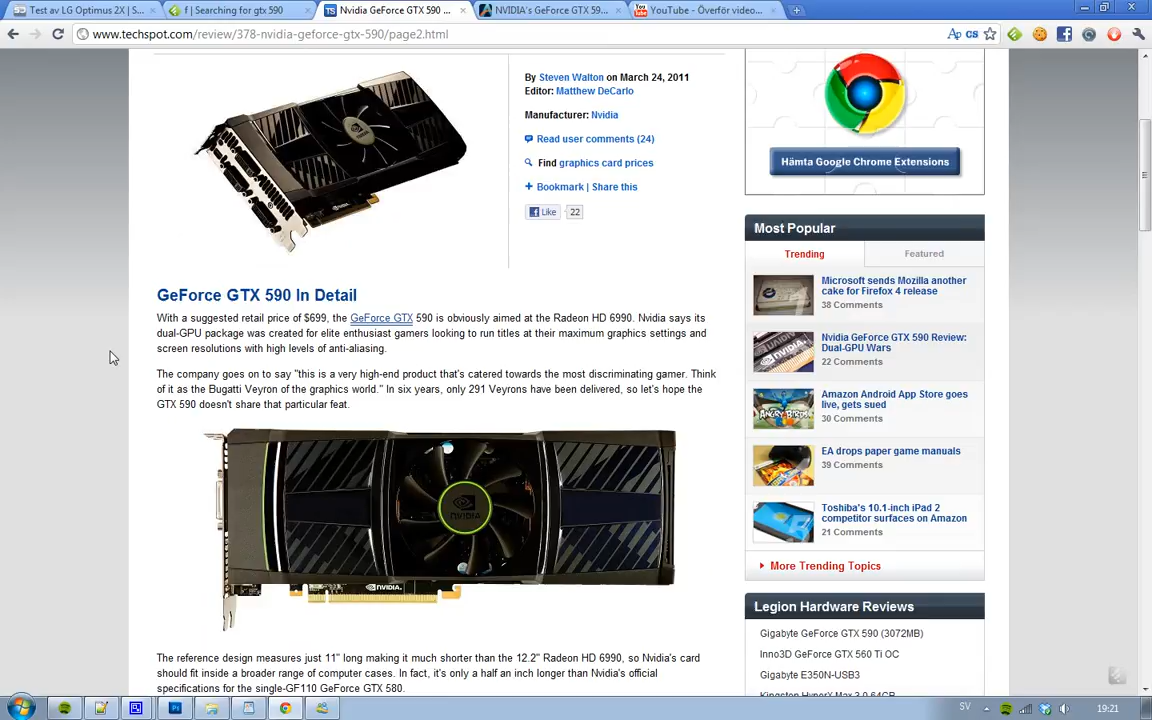 Test av LG Optimus 2X | S...
f | Searching for gtx 590
Nvidia GeForce GTX 590 ...
NVIDIA's GeForce GTX 59...
YouTube - Överför video...
www.techspot.com/review/378-nvidia-geforce-gtx-590/page2.html
By Steven Walton on March 24, 2011
Editor: Matthew DeCarlo
Manufacturer: Nvidia
Read user comments (24)
Find graphics card prices
Bookmark | Share this
Like 22
Hämta Google Chrome Extensions
GeForce GTX 590 In Detail
With a suggested retail price of $699, the GeForce GTX 590 is obviously aimed at the Radeon HD 6990. Nvidia says its
dual-GPU package was created for elite enthusiast gamers looking to run titles at their maximum graphics settings and
screen resolutions with high levels of anti-aliasing.
The company goes on to say "this is a very high-end product that's catered towards the most discriminating gamer. Think
of it as the Bugatti Veyron of the graphics world." In six years, only 291 Veyrons have been delivered, so let's hope the
GTX 590 doesn't share that particular feat.
NVIDIA
NVIDIA.
The reference design measures just 11" long making it much shorter than the 12.2" Radeon HD 6990, so Nvidia's card
should fit inside a broader range of computer cases. In fact, it's only a half an inch longer than Nvidia's official
specifications for the single-GF110 GeForce GTX 580.
Most Popular
Trending
Featured
Microsoft sends Mozilla another
cake for Firefox 4 release
38 Comments
Nvidia GeForce GTX 590 Review:
Dual-GPU Wars
22 Comments
Amazon Android App Store goes
live, gets sued
30 Comments
EA drops paper game manuals
39 Comments
Toshiba's 10.1-inch iPad 2
competitor surfaces on Amazon
21 Comments
More Trending Topics
Legion Hardware Reviews
Gigabyte GeForce GTX 590 (3072MB)
Inno3D GeForce GTX 560 Ti OC
Gigabyte E350N-USB3
Kingston HyperX Max 3.0 64GB
SV
19:21